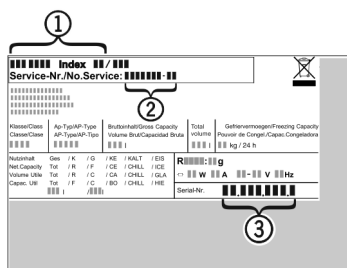 1
Index /
Service-Nr./No.Service: -
2
Klasse/Class Ap-Typ/AP-Type Bruttoinhalt/Gross Capacity Total Gefriervermoegen/Freezing Capacity
Classe/Clase AP-Type/AP-Tipo Volume Brut/Capacidad Bruta volume Pouvoir de Congel./Capac.Congeladora
l l kg / 24 h
Nutzinhalt Ges / K / G / KE / KALT / EIS
Net.Capacity Tot / R / F / CE / CHILL / ICE
Volume Utile Tot / R / C / CA / CHILL / GLA
Capac. Util Tot / F / C / BO / CHILL / HIE
l / l
R : g
W A - V Hz
Serial-Nr. . . .
3